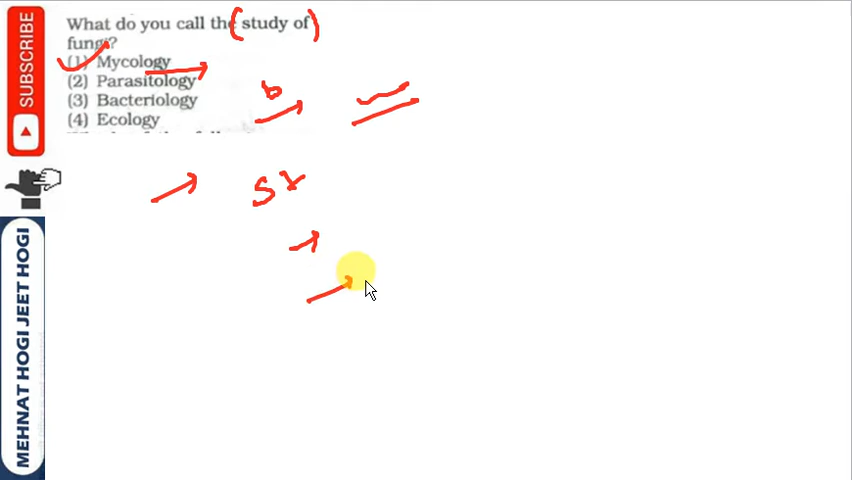 SUBSCRIBE
What do you call the study of
fungi?
(1) Mycology
(2) Parasitology
(3) Bacteriology
(4) Ecology
b
MEHNAT HOGI JEET HOGI